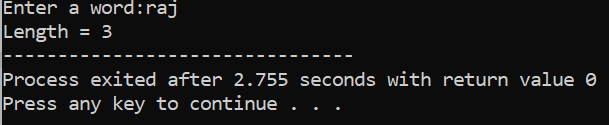 Enter a word:raj
Length = 3
--------------------------------
Process exited after 2.755 seconds with return value 0
Press any key to continue . . .